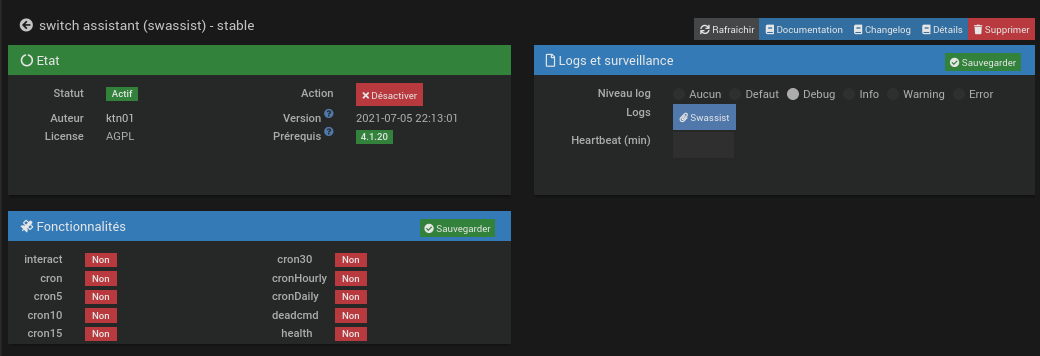 switch assistant (swassist) - stable
Rafraichir Documentation Changelog Détails Supprimer
Etat
Statut Actif Action Désactiver
Auteur ktn01 Version 2021-07-05 22:13:01
License AGPL Prérequis 4.1.20
Logs et surveillance Sauvegarder
Niveau log Aucun Defaut Debug Info Warning Error
Logs Swassist
Heartbeat (min)
Fonctionnalités Sauvegarder
interact Non cron30 Non
cron Non cronHourly Non
cron5 Non cronDaily Non
cron10 Non deadcmd Non
cron15 Non health Non